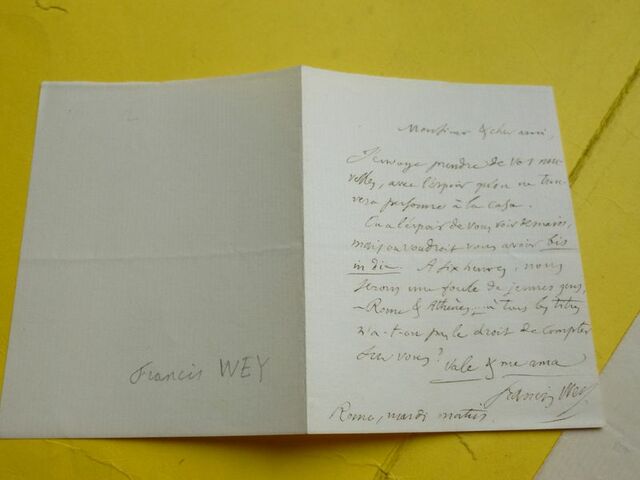 Francis WEY
Monsieur & cher ami,
J'envoye prendre de vos nou-
velles, avec l'espoir qu'on ne trou-
vera personne à la casa.
On a l'espoir de vous voir demain,
mais on voudroit vous avoir bis
in die. A six heures, nous
serons une foule de jeunes gens,
– Rome & Athènes – à tous les titres
n'a-t-on pas le droit de compter
sur vous? Vale & me ama
Francis Wey
Rome, mardi matin.